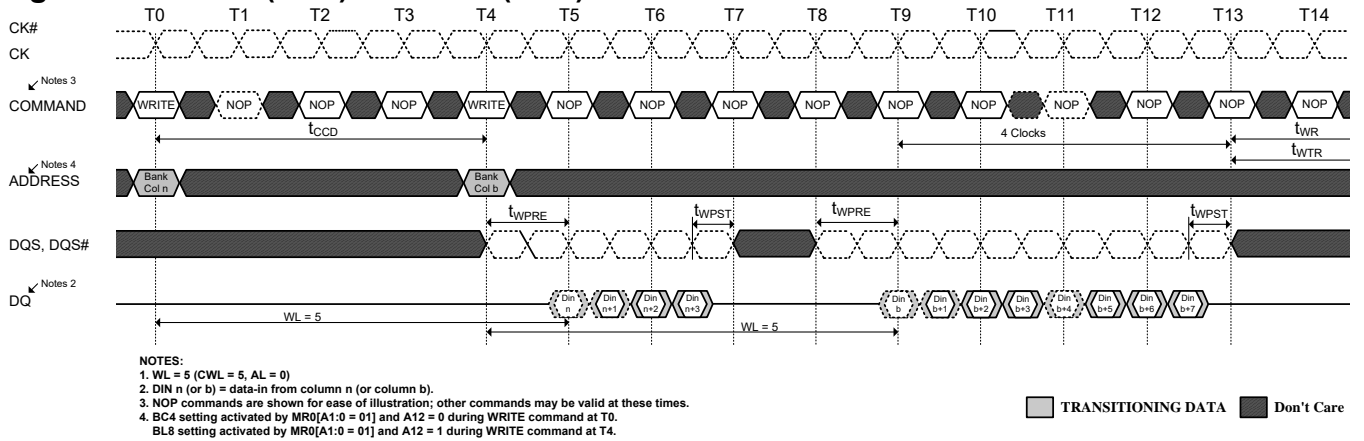 T0 T1 T2 T3 T4 T5 T6 T7 T8 T9 T10 T11 T12 T13 T14
CK#
CK
Notes 3
COMMAND
WRITE NOP NOP NOP WRITE NOP NOP NOP NOP NOP NOP NOP NOP NOP NOP
tCCD
4 Clocks
tWR
tWTR
Notes 4
ADDRESS
Bank Bank
Col n Col b
tWPRE tWPST tWPRE tWPST
DQS, DQS#
Notes 2
DQ
Din Din Din Din Din Din Din Din Din Din Din Din
n n+1 n+2 n+3 b b+1 b+2 b+3 b+4 b+5 b+6 b+7
WL = 5
WL = 5
NOTES:
1. WL = 5 (CWL = 5, AL = 0)
2. DIN n (or b) = data-in from column n (or column b).
3. NOP commands are shown for ease of illustration; other commands may be valid at these times.
4. BC4 setting activated by MR0[A1:0 = 01] and A12 = 0 during WRITE command at T0.
BL8 setting activated by MR0[A1:0 = 01] and A12 = 1 during WRITE command at T4.
TRANSITIONING DATA Don't Care